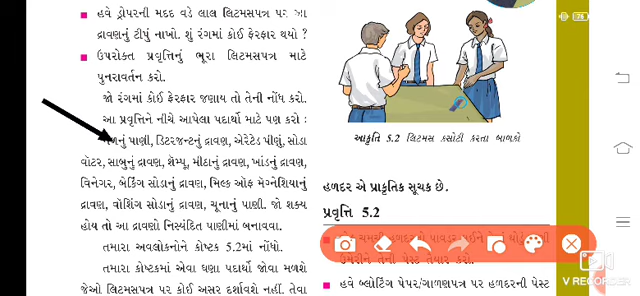 હવે ડ્રોપરની મદદ વડે લાલ લિટમસપત્ર પર આ
દ્રાવણનું ટીપું નાખો. શું રંગમાં કોઈ ફેરફાર થયો ?
ઉપરોક્ત પ્રવૃત્તિનું ભૂરા લિટમસપત્ર માટે
પુનરાવર્તન કરો.
જો રંગમાં કોઈ ફેરફાર જણાય તો તેની નોંધ કરો.
આ પ્રવૃત્તિને નીચે આપેલા પદાર્થો માટે પણ કરો :
પાણી, ડિટરજન્ટનું દ્રાવણ, એરેટેડ પીણું, સોડા
વોટર, સાબુનું દ્રાવણ, શૅમ્પૂ, મીઠાનું દ્રાવણ, ખાંડનું દ્રાવણ,
વિનેગર, બેકિંગ સોડાનું દ્રાવણ, મિલ્ક ઑફ મૅગ્નેશિયાનું
દ્રાવણ, વૉશિંગ સોડાનું દ્રાવણ, ચૂનાનું પાણી. જો શક્ય
હોય તો આ દ્રાવણો નિસ્યંદિત પાણીમાં બનાવવા.
તમારા અવલોકનોને કોષ્ટક 5.2માં નોંધો.
તમારા કોષ્ટકમાં એવા ઘણા પદાર્થો જોવા મળશે
જેઓ લિટમસપત્ર પર કોઈ અસર દર્શાવશે નહીં. તેવા
આકૃતિ 5.2 લિટમસ કસોટી કરતા બાળકો
હળદર એ પ્રાકૃતિક સૂચક છે.
પ્રવૃત્તિ 5.2
પેસ્ટ તૈયાર કરો.
હવે બ્લોટિંગ પેપર/ગાળણપત્ર પર હળદરની પેસ્ટ
26
V RECORDER